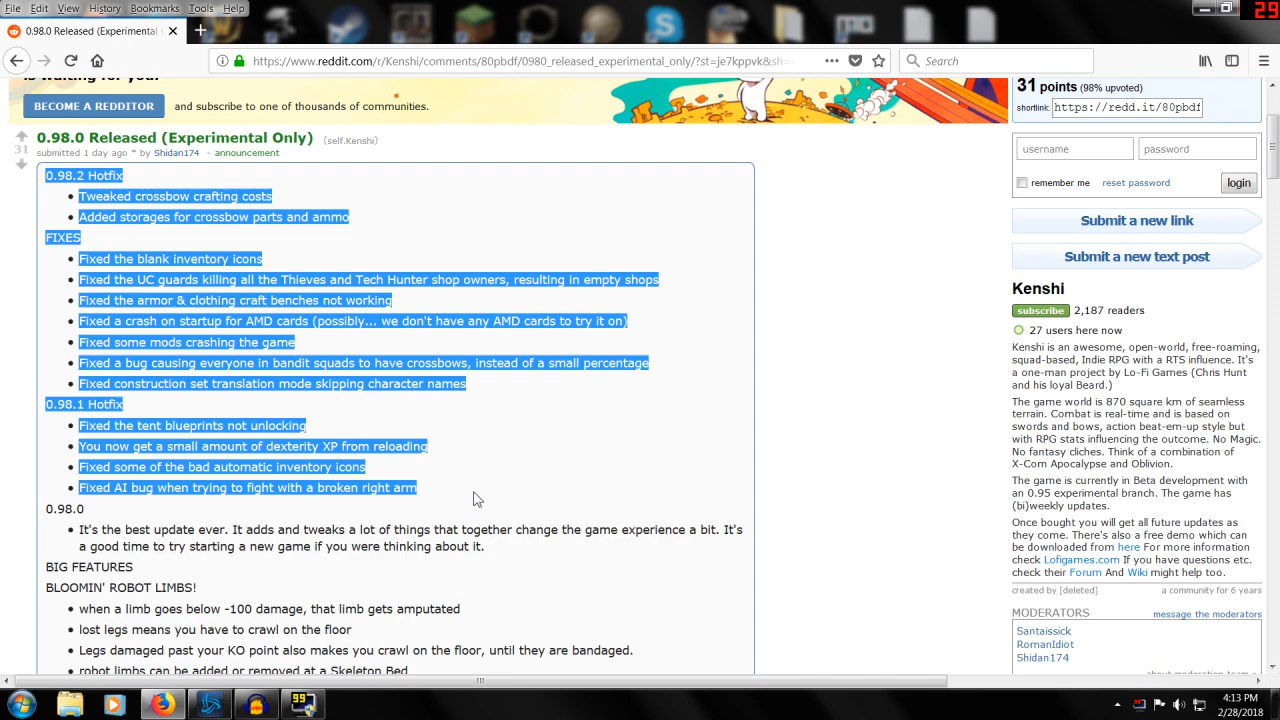 File Edit View History Bookmarks Tools Help
29
0.98.0 Released (Experimental
https://www.reddit.com/r/Kenshi/comments/80pbdf/0980_released_experimental_only/?st=je7kppvk&sh=
Search
BECOME A REDDITOR and subscribe to one of thousands of communities.
31
0.98.0 Released (Experimental Only) (self.Kenshi)
submitted 1 day ago * by Shidan174 - announcement
0.98.2 Hotfix
• Tweaked crossbow crafting costs
• Added storages for crossbow parts and ammo
FIXES
• Fixed the blank inventory icons
• Fixed the UC guards killing all the Thieves and Tech Hunter shop owners, resulting in empty shops
• Fixed the armor & clothing craft benches not working
• Fixed a crash on startup for AMD cards (possibly... we don't have any AMD cards to try it on)
• Fixed some mods crashing the game
• Fixed a bug causing everyone in bandit squads to have crossbows, instead of a small percentage
• Fixed construction set translation mode skipping character names
0.98.1 Hotfix
• Fixed the tent blueprints not unlocking
• You now get a small amount of dexterity XP from reloading
• Fixed some of the bad automatic inventory icons
• Fixed AI bug when trying to fight with a broken right arm
0.98.0
• It's the best update ever. It adds and tweaks a lot of things that together change the game experience a bit. It's
a good time to try starting a new game if you were thinking about it.
BIG FEATURES
BLOOMIN' ROBOT LIMBS!
• when a limb goes below -100 damage, that limb gets amputated
• lost legs means you have to crawl on the floor
• Legs damaged past your KO point also makes you crawl on the floor, until they are bandaged.
• robot limbs can be added or removed at a Skeleton Bed
31 points (98% upvoted)
shortlink: https://redd.it/80pbdf
username password
remember me reset password login
Submit a new link
Submit a new text post
Kenshi
subscribe 2,187 readers
27 users here now
Kenshi is an awesome, open-world, free-roaming,
squad-based, Indie RPG with a RTS influence. It's
a one-man project by Lo-Fi Games (Chris Hunt
and his loyal Beard.)
The game world is 870 square km of seamless
terrain. Combat is real-time and is based on
swords and bows, action beat-em-up style but
with RPG stats influencing the outcome. No Magic.
No fantasy cliches. Think of a combination of
X-Com Apocalypse and Oblivion.
The game is currently in Beta development with
an 0.95 experimental branch. The game has
(bi)weekly updates.
Once bought you will get all future updates as
they come. There's also a free demo which can
be downloaded from here For more information
check Lofigames.com If you have questions etc.
check their Forum And Wiki might help too.
created by [deleted] a community for 6 years
MODERATORS message the moderators
Santaissick
RomanIdiot
Shidan174
about moderation team »
99
4:13 PM
2/28/2018